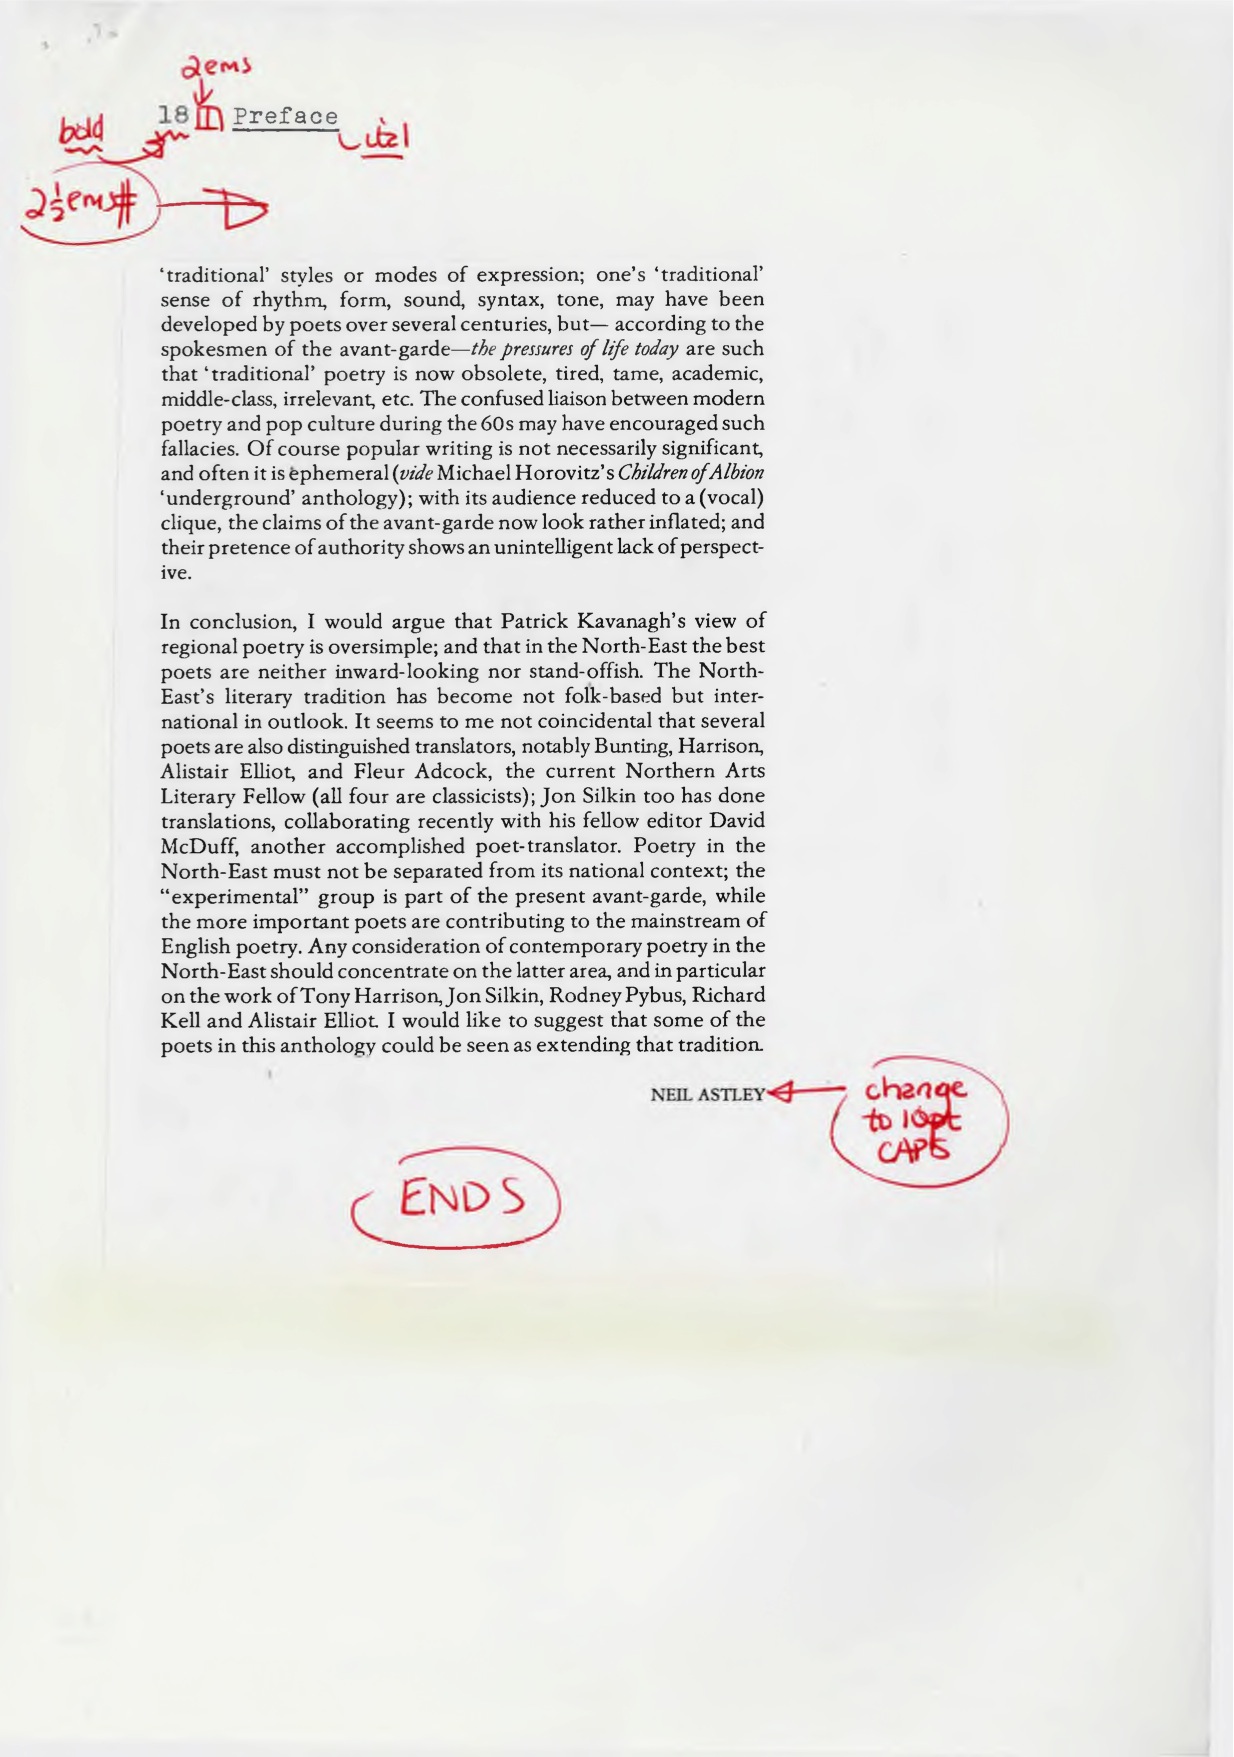 2ems
18 Preface
bold
ital
2½ems#
‘traditional’ styles or modes of expression; one’s ‘traditional’
sense of rhythm, form, sound, syntax, tone, may have been
developed by poets over several centuries, but— according to the
spokesmen of the avant-garde—the pressures of life today are such
that ‘traditional’ poetry is now obsolete, tired, tame, academic,
middle-class, irrelevant, etc. The confused liaison between modern
poetry and pop culture during the 60s may have encouraged such
fallacies. Of course popular writing is not necessarily significant,
and often it is ephemeral (vide Michael Horovitz’s Children of Albion
‘underground’ anthology); with its audience reduced to a (vocal)
clique, the claims of the avant-garde now look rather inflated; and
their pretence of authority shows an unintelligent lack of perspect-
ive.
In conclusion, I would argue that Patrick Kavanagh’s view of
regional poetry is oversimple; and that in the North-East the best
poets are neither inward-looking nor stand-offish. The North-
East’s literary tradition has become not folk-based but inter-
national in outlook. It seems to me not coincidental that several
poets are also distinguished translators, notably Bunting, Harrison,
Alistair Elliot, and Fleur Adcock, the current Northern Arts
Literary Fellow (all four are classicists); Jon Silkin too has done
translations, collaborating recently with his fellow editor David
McDuff, another accomplished poet-translator. Poetry in the
North-East must not be separated from its national context; the
“experimental” group is part of the present avant-garde, while
the more important poets are contributing to the mainstream of
English poetry. Any consideration of contemporary poetry in the
North-East should concentrate on the latter area, and in particular
on the work of Tony Harrison, Jon Silkin, Rodney Pybus, Richard
Kell and Alistair Elliot. I would like to suggest that some of the
poets in this anthology could be seen as extending that tradition.
NEIL ASTLEY
change
to 10pt
CAPS
ENDS